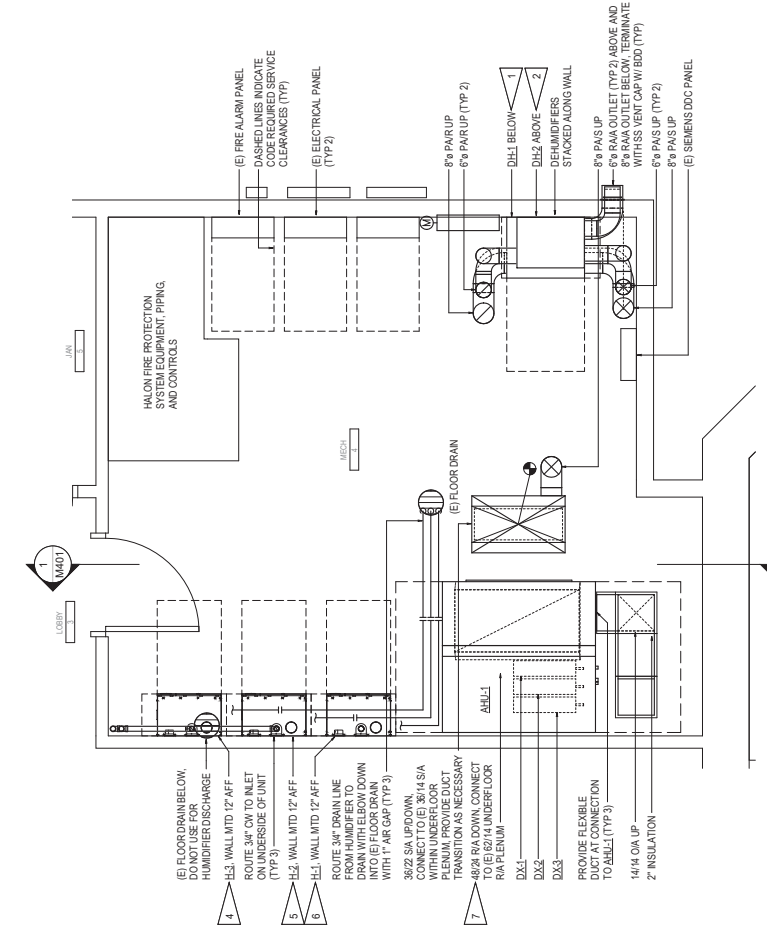 (E) FIRE ALARM PANEL
DASHED LINES INDICATE
CODE REQUIRED SERVICE
CLEARANCES (TYP)
(E) ELECTRICAL PANEL
(TYP 2)
8"ø PA/R UP
6"ø PA/R UP (TYP 2)
DH-1 BELOW
1
DH-2 ABOVE
2
DEHUMIDIFIERS
STACKED ALONG WALL
8"ø PA/S UP
6"ø RA/A OUTLET (TYP 2) ABOVE AND
8"ø RA/A OUTLET BELOW, TERMINATE
WITH SS VENT CAP W/ BDD (TYP)
6"ø PA/S UP (TYP 2)
8"ø PA/S UP
(E) SIEMENS DDC PANEL
M
JAN
5
HALON FIRE PROTECTION
SYSTEM EQUIPMENT, PIPING,
AND CONTROLS
MECH
4
(E) FLOOR DRAIN
1
M401
LOBBY
3
AHU-1
(E) FLOOR DRAIN BELOW,
DO NOT USE FOR
HUMIDIFIER DISCHARGE
4
H-3, WALL MTD 12" AFF
ROUTE 3/4" CW TO INLET
ON UNDERSIDE OF UNIT
(TYP 3)
5
H-2, WALL MTD 12" AFF
6
H-1, WALL MTD 12" AFF
ROUTE 3/4" DRAIN LINE
FROM HUMIDIFIER TO
DRAIN WITH ELBOW DOWN
INTO (E) FLOOR DRAIN
WITH 1" AIR GAP (TYP 3)
36/22 S/A UP/DOWN,
CONNECT TO (E) 36/14 S/A
WITHIN UNDERFLOOR
PLENUM, PROVIDE DUCT
TRANSITION AS NECESSARY
7
48/24 R/A DOWN, CONNECT
TO (E) 62/14 UNDERFLOOR
R/A PLENUM
DX-1
DX-2
DX-3
PROVIDE FLEXIBLE
DUCT AT CONNECTION
TO AHU-1 (TYP 3)
14/14 O/A UP
2" INSULATION